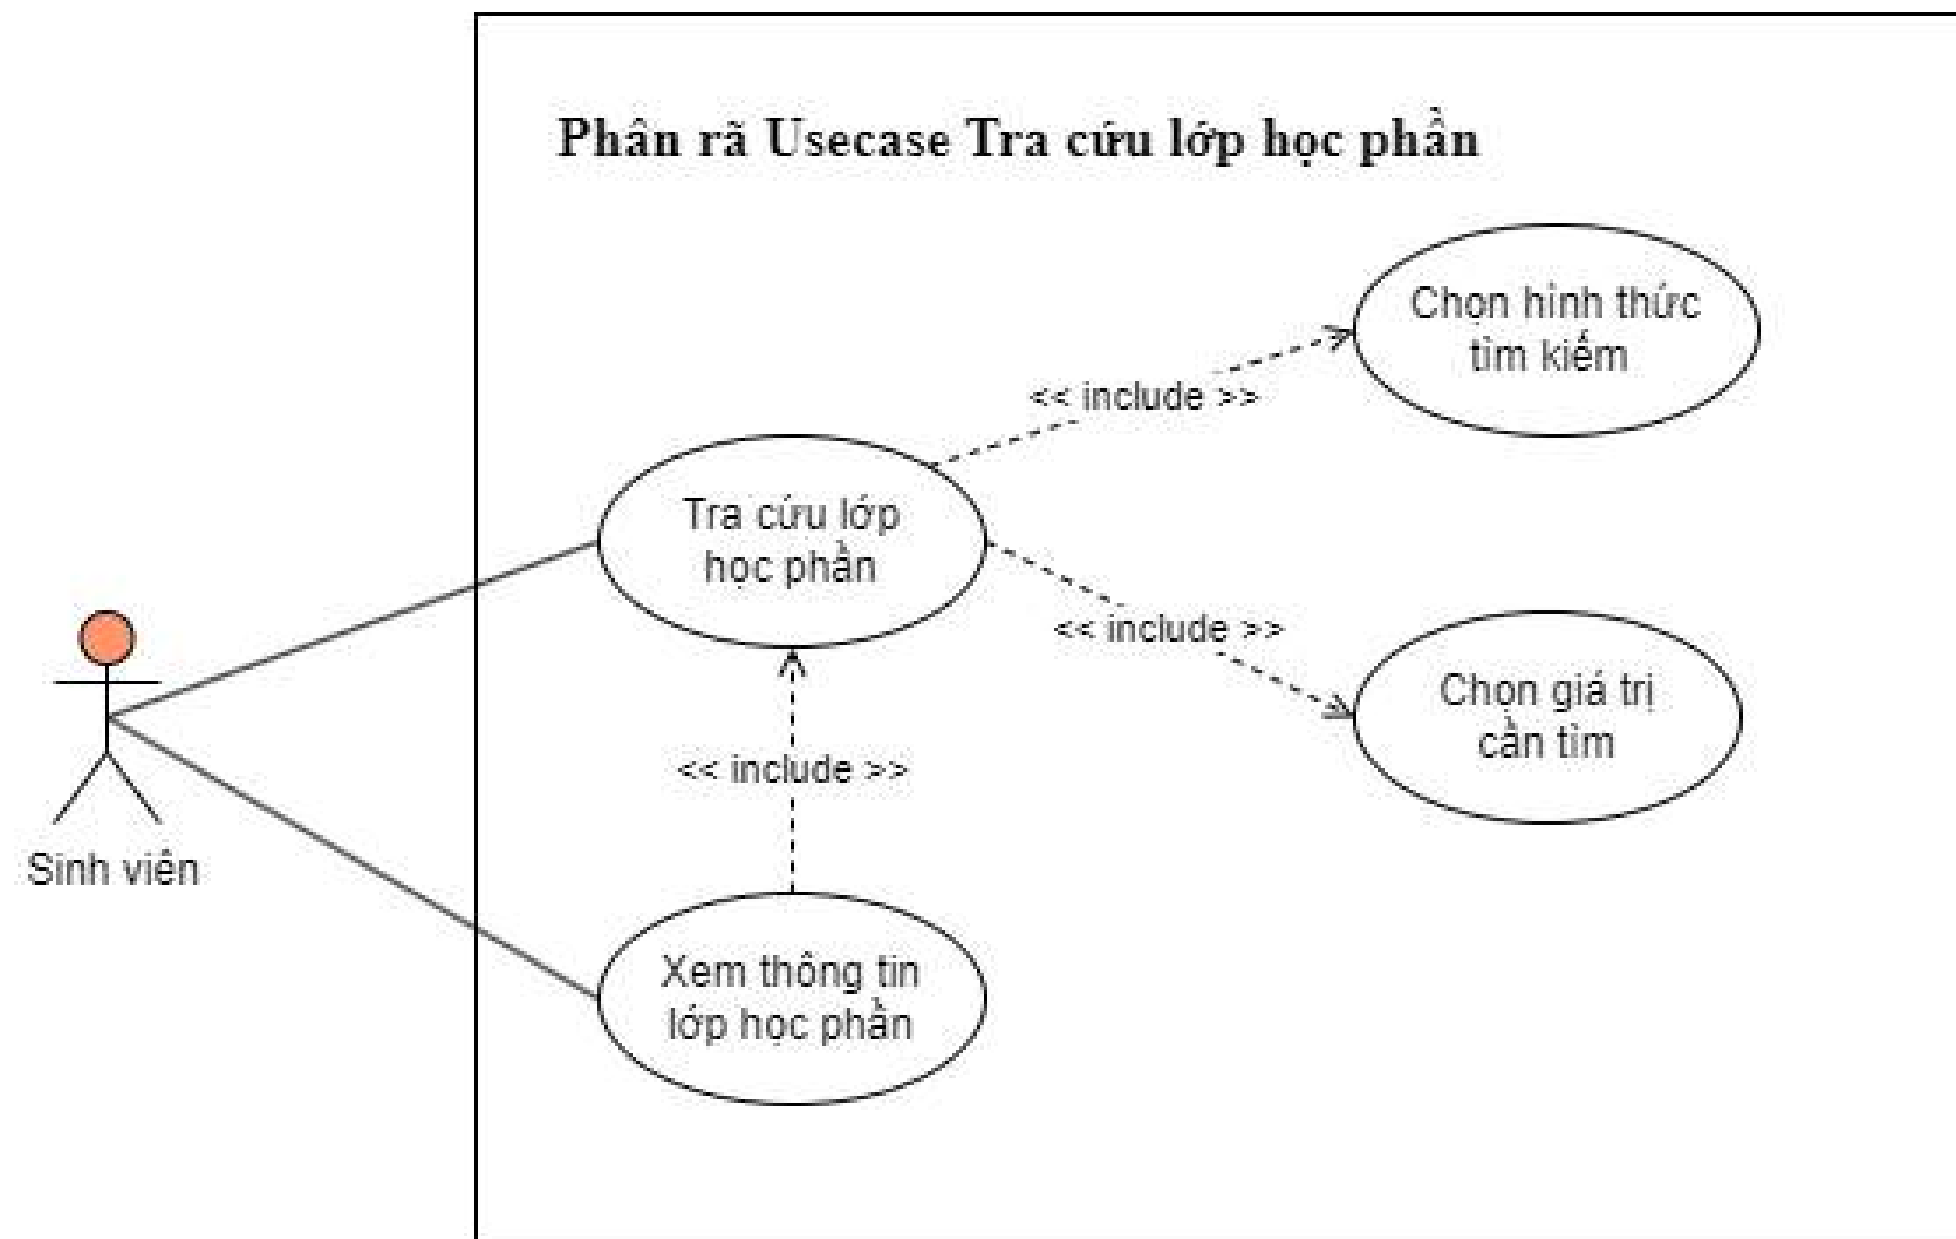 Phân rã Usecase Tra cứu lớp học phần
Chọn hình thức
tìm kiếm
<< include >>
Tra cứu lớp
học phần
<< include >>
Chọn giá trị
cần tìm
<< include >>
Sinh viên
Xem thông tin
lớp học phần